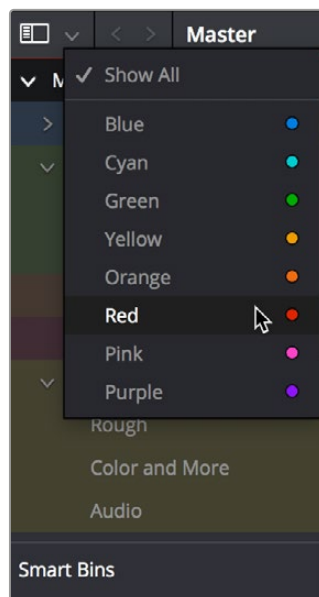 Master
M
Show All
Blue
Cyan
Green
Yellow
Orange
Red
Pink
Purple
Rough
Color and More
Audio
Smart Bins